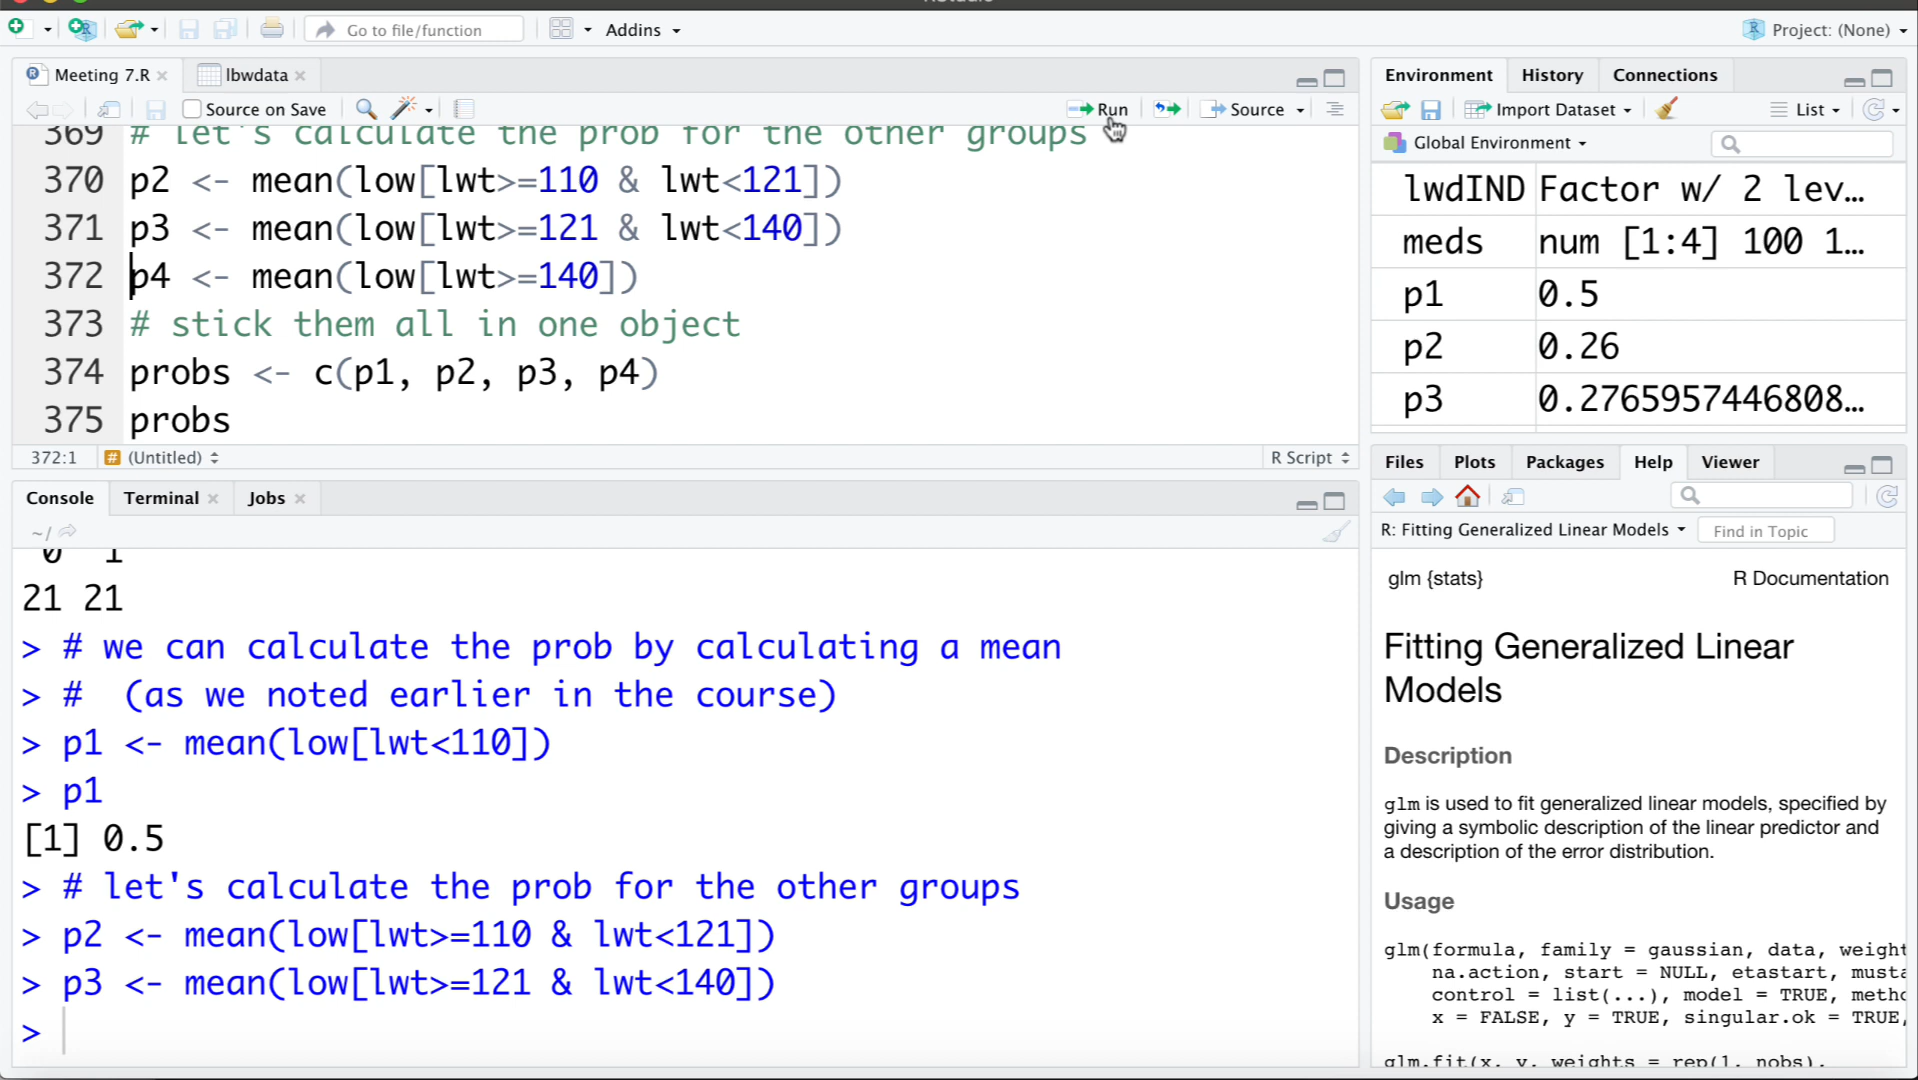 Go to file/function
Addins
Project: (None)
Meeting 7.R
lbwdata
Source on Save
Run
Source
369 # let's calculate the prob for the other groups
370 p2 <- mean(low[lwt>=110 & lwt<121])
371 p3 <- mean(low[lwt>=121 & lwt<140])
372 p4 <- mean(low[lwt>=140])
373 # stick them all in one object
374 probs <- c(p1, p2, p3, p4)
375 probs
372:1 # (Untitled) R Script
Console Terminal Jobs
~/
0 1
21 21
> # we can calculate the prob by calculating a mean
> #  (as we noted earlier in the course)
> p1 <- mean(low[lwt<110])
> p1
[1] 0.5
> # let's calculate the prob for the other groups
> p2 <- mean(low[lwt>=110 & lwt<121])
> p3 <- mean(low[lwt>=121 & lwt<140])
>
Environment History Connections
Import Dataset List
Global Environment
lwdIND Factor w/ 2 lev…
meds num [1:4] 100 1…
p1 0.5
p2 0.26
p3 0.2765957446808…
Files Plots Packages Help Viewer
R: Fitting Generalized Linear Models Find in Topic
glm {stats} R Documentation
Fitting Generalized Linear
Models
Description
glm is used to fit generalized linear models, specified by
giving a symbolic description of the linear predictor and
a description of the error distribution.
Usage
glm(formula, family = gaussian, data, weight
na.action, start = NULL, etastart, musta
control = list(...), model = TRUE, metho
x = FALSE, y = TRUE, singular.ok = TRUE,
glm.fit(x, y, weights = rep(1, nobs),